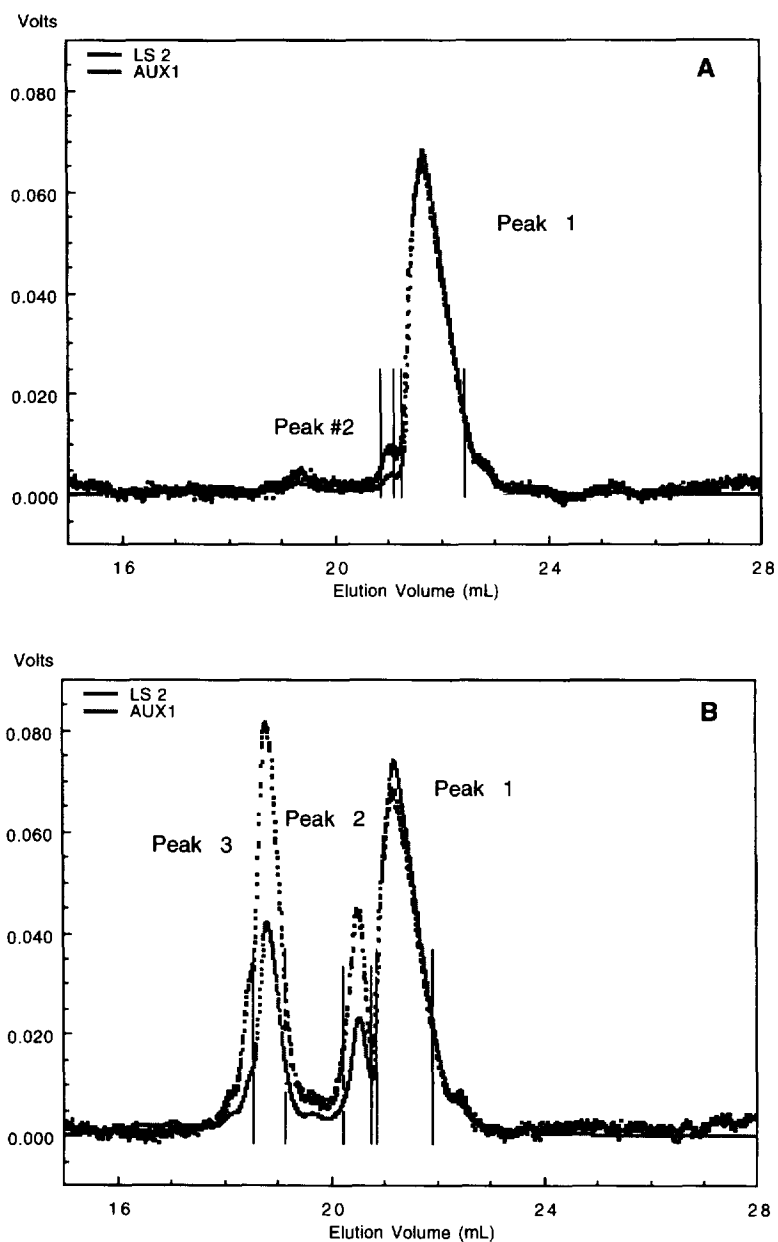 Volts
LS 2
AUX1
A
0.080
0.060
Peak 1
0.040
0.020
Peak #2
0.000
16 20 24 28
Elution Volume (mL)
Volts
LS 2
AUX1
B
0.080
Peak 1
Peak 2
Peak 3
0.060
0.040
0.020
0.000
16 20 24 28
Elution Volume (mL)